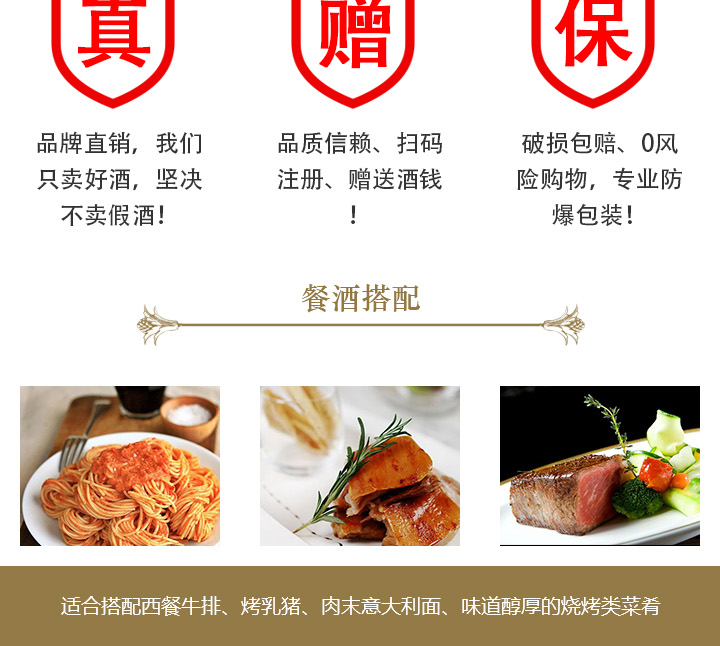 真
赠
保
品牌直销，我们
只卖好酒，坚决
不卖假酒！
品质信赖、扫码
注册、赠送酒钱
！
破损包赔、0风
险购物，专业防
爆包装！
餐酒搭配
适合搭配西餐牛排、烤乳猪、肉末意大利面、味道醇厚的烧烤类菜肴